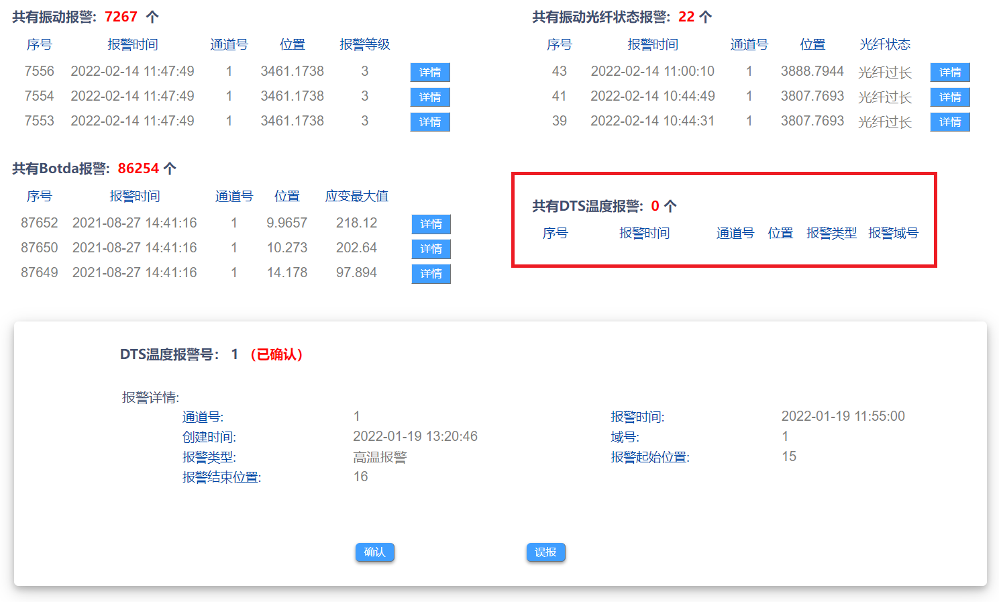 共有振动报警: 7267 个
序号 报警时间 通道号 位置 报警等级
7556 2022-02-14 11:47:49 1 3461.1738 3 详情
7554 2022-02-14 11:47:49 1 3461.1738 3 详情
7553 2022-02-14 11:47:49 1 3461.1738 3 详情
共有振动光纤状态报警: 22 个
序号 报警时间 通道号 位置 光纤状态
43 2022-02-14 11:00:10 1 3888.7944 光纤过长 详情
41 2022-02-14 10:44:49 1 3807.7693 光纤过长 详情
39 2022-02-14 10:44:31 1 3807.7693 光纤过长 详情
共有Botda报警: 86254 个
序号 报警时间 通道号 位置 应变最大值
87652 2021-08-27 14:41:16 1 9.9657 218.12 详情
87650 2021-08-27 14:41:16 1 10.273 202.64 详情
87649 2021-08-27 14:41:16 1 14.178 97.894 详情
共有DTS温度报警: 0 个
序号 报警时间 通道号 位置 报警类型 报警域号
DTS温度报警号： 1 （已确认）
报警详情:
通道号: 1 报警时间: 2022-01-19 11:55:00
创建时间: 2022-01-19 13:20:46 域号: 1
报警类型: 高温报警 报警起始位置: 15
报警结束位置: 16
确认 误报